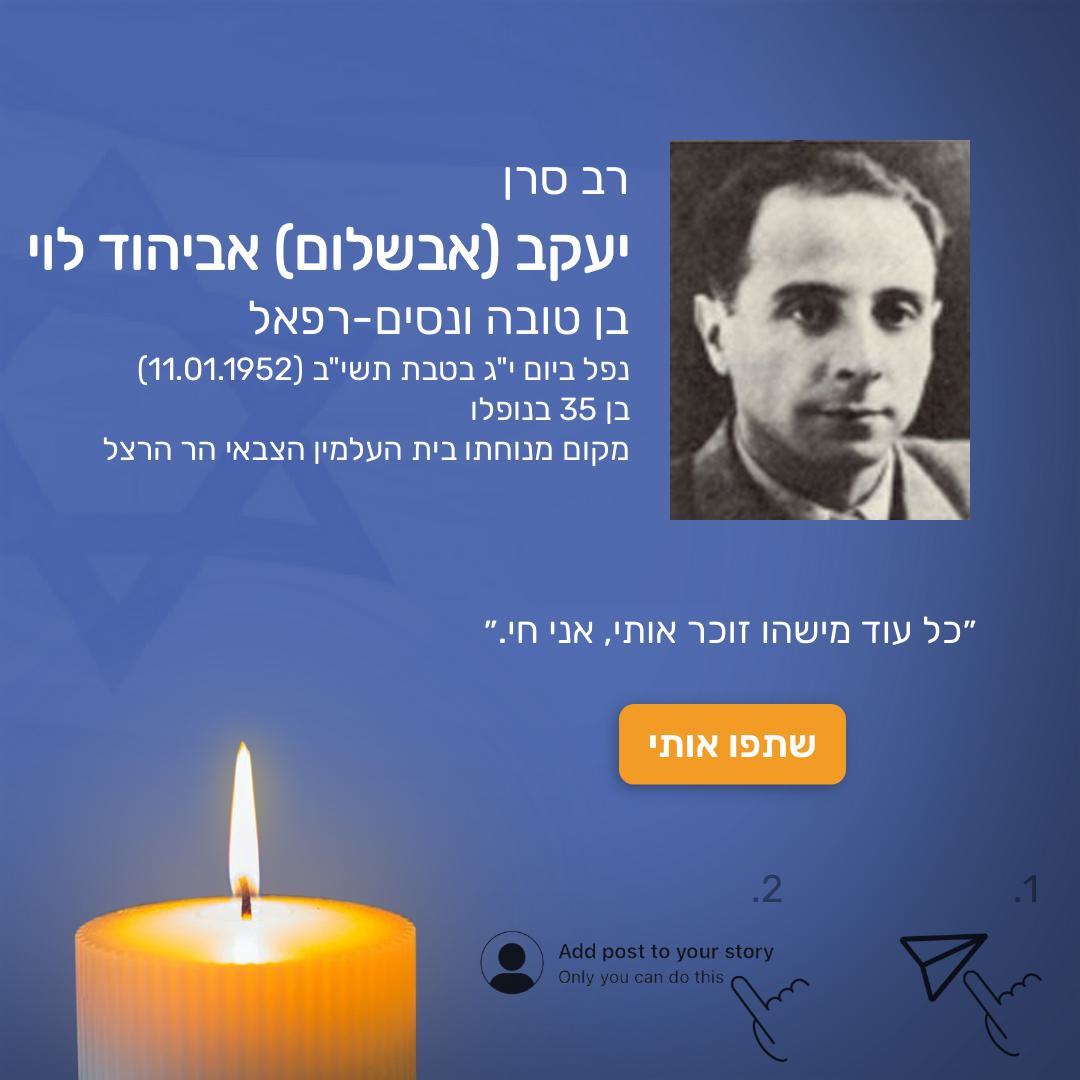 רב סרן
יעקב (אבשלום) אביהוד לוי
בן טובה ונסים-רפאל
נפל ביום י"ג בטבת תשי"ב (11.01.1952)
בן 35 בנופלו
מקום מנוחתו בית העלמין הצבאי הר הרצל
״כל עוד מישהו זוכר אותי, אני חי.״
שתפו אותי
.1
.2
Add post to your story
Only you can do this